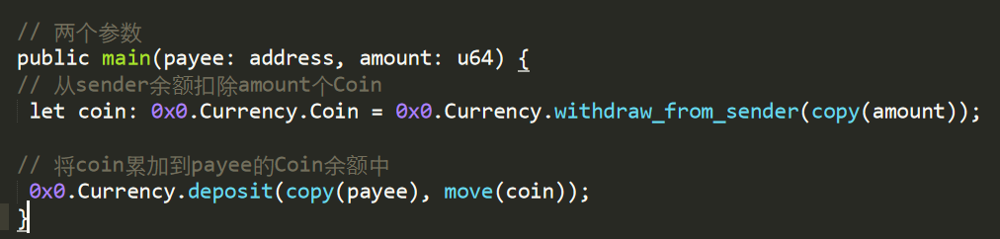 // 两个参数
public main(payee: address, amount: u64) {
// 从sender余额扣除amount个Coin
let coin: 0x0.Currency.Coin = 0x0.Currency.withdraw_from_sender(copy(amount));
// 将coin累加到payee的Coin余额中
0x0.Currency.deposit(copy(payee), move(coin));
}